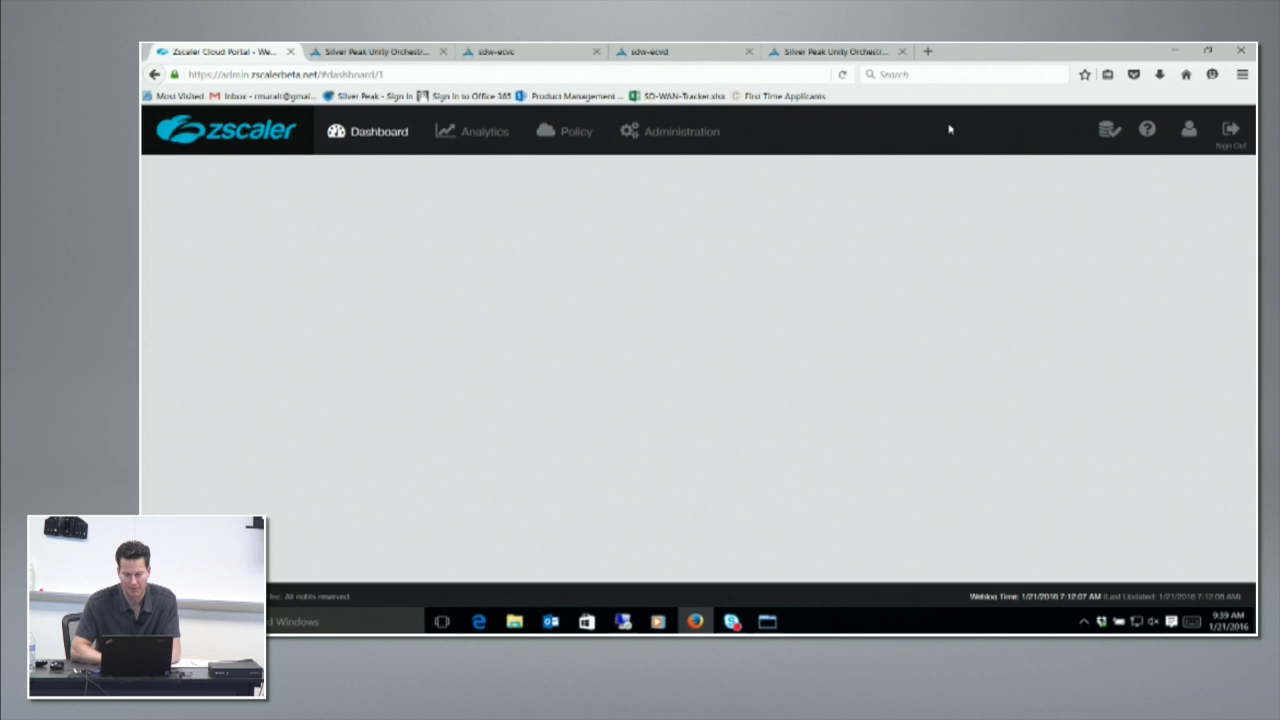 Zscaler Cloud Portal - We...
Silver Peak Unity Orchestr...
sdw-ecvc
sdw-ecvd
Silver Peak Unity Orchestr...
https://admin.zscalerbeta.net/#dashboard/1
Search
Most Visited
Inbox - rmurali@gmai...
Silver Peak - Sign In
Sign in to Office 365
Product Management ...
SD-WAN-Tracker.xlsx
First Time Applicants
zscaler
Dashboard
Analytics
Policy
Administration
Sign Out
Inc. All rights reserved.
Weblog Time: 1/21/2016 7:12:07 AM (Last Updated: 1/21/2016 7:12:08 AM)
d Windows
9:39 AM
1/21/2016